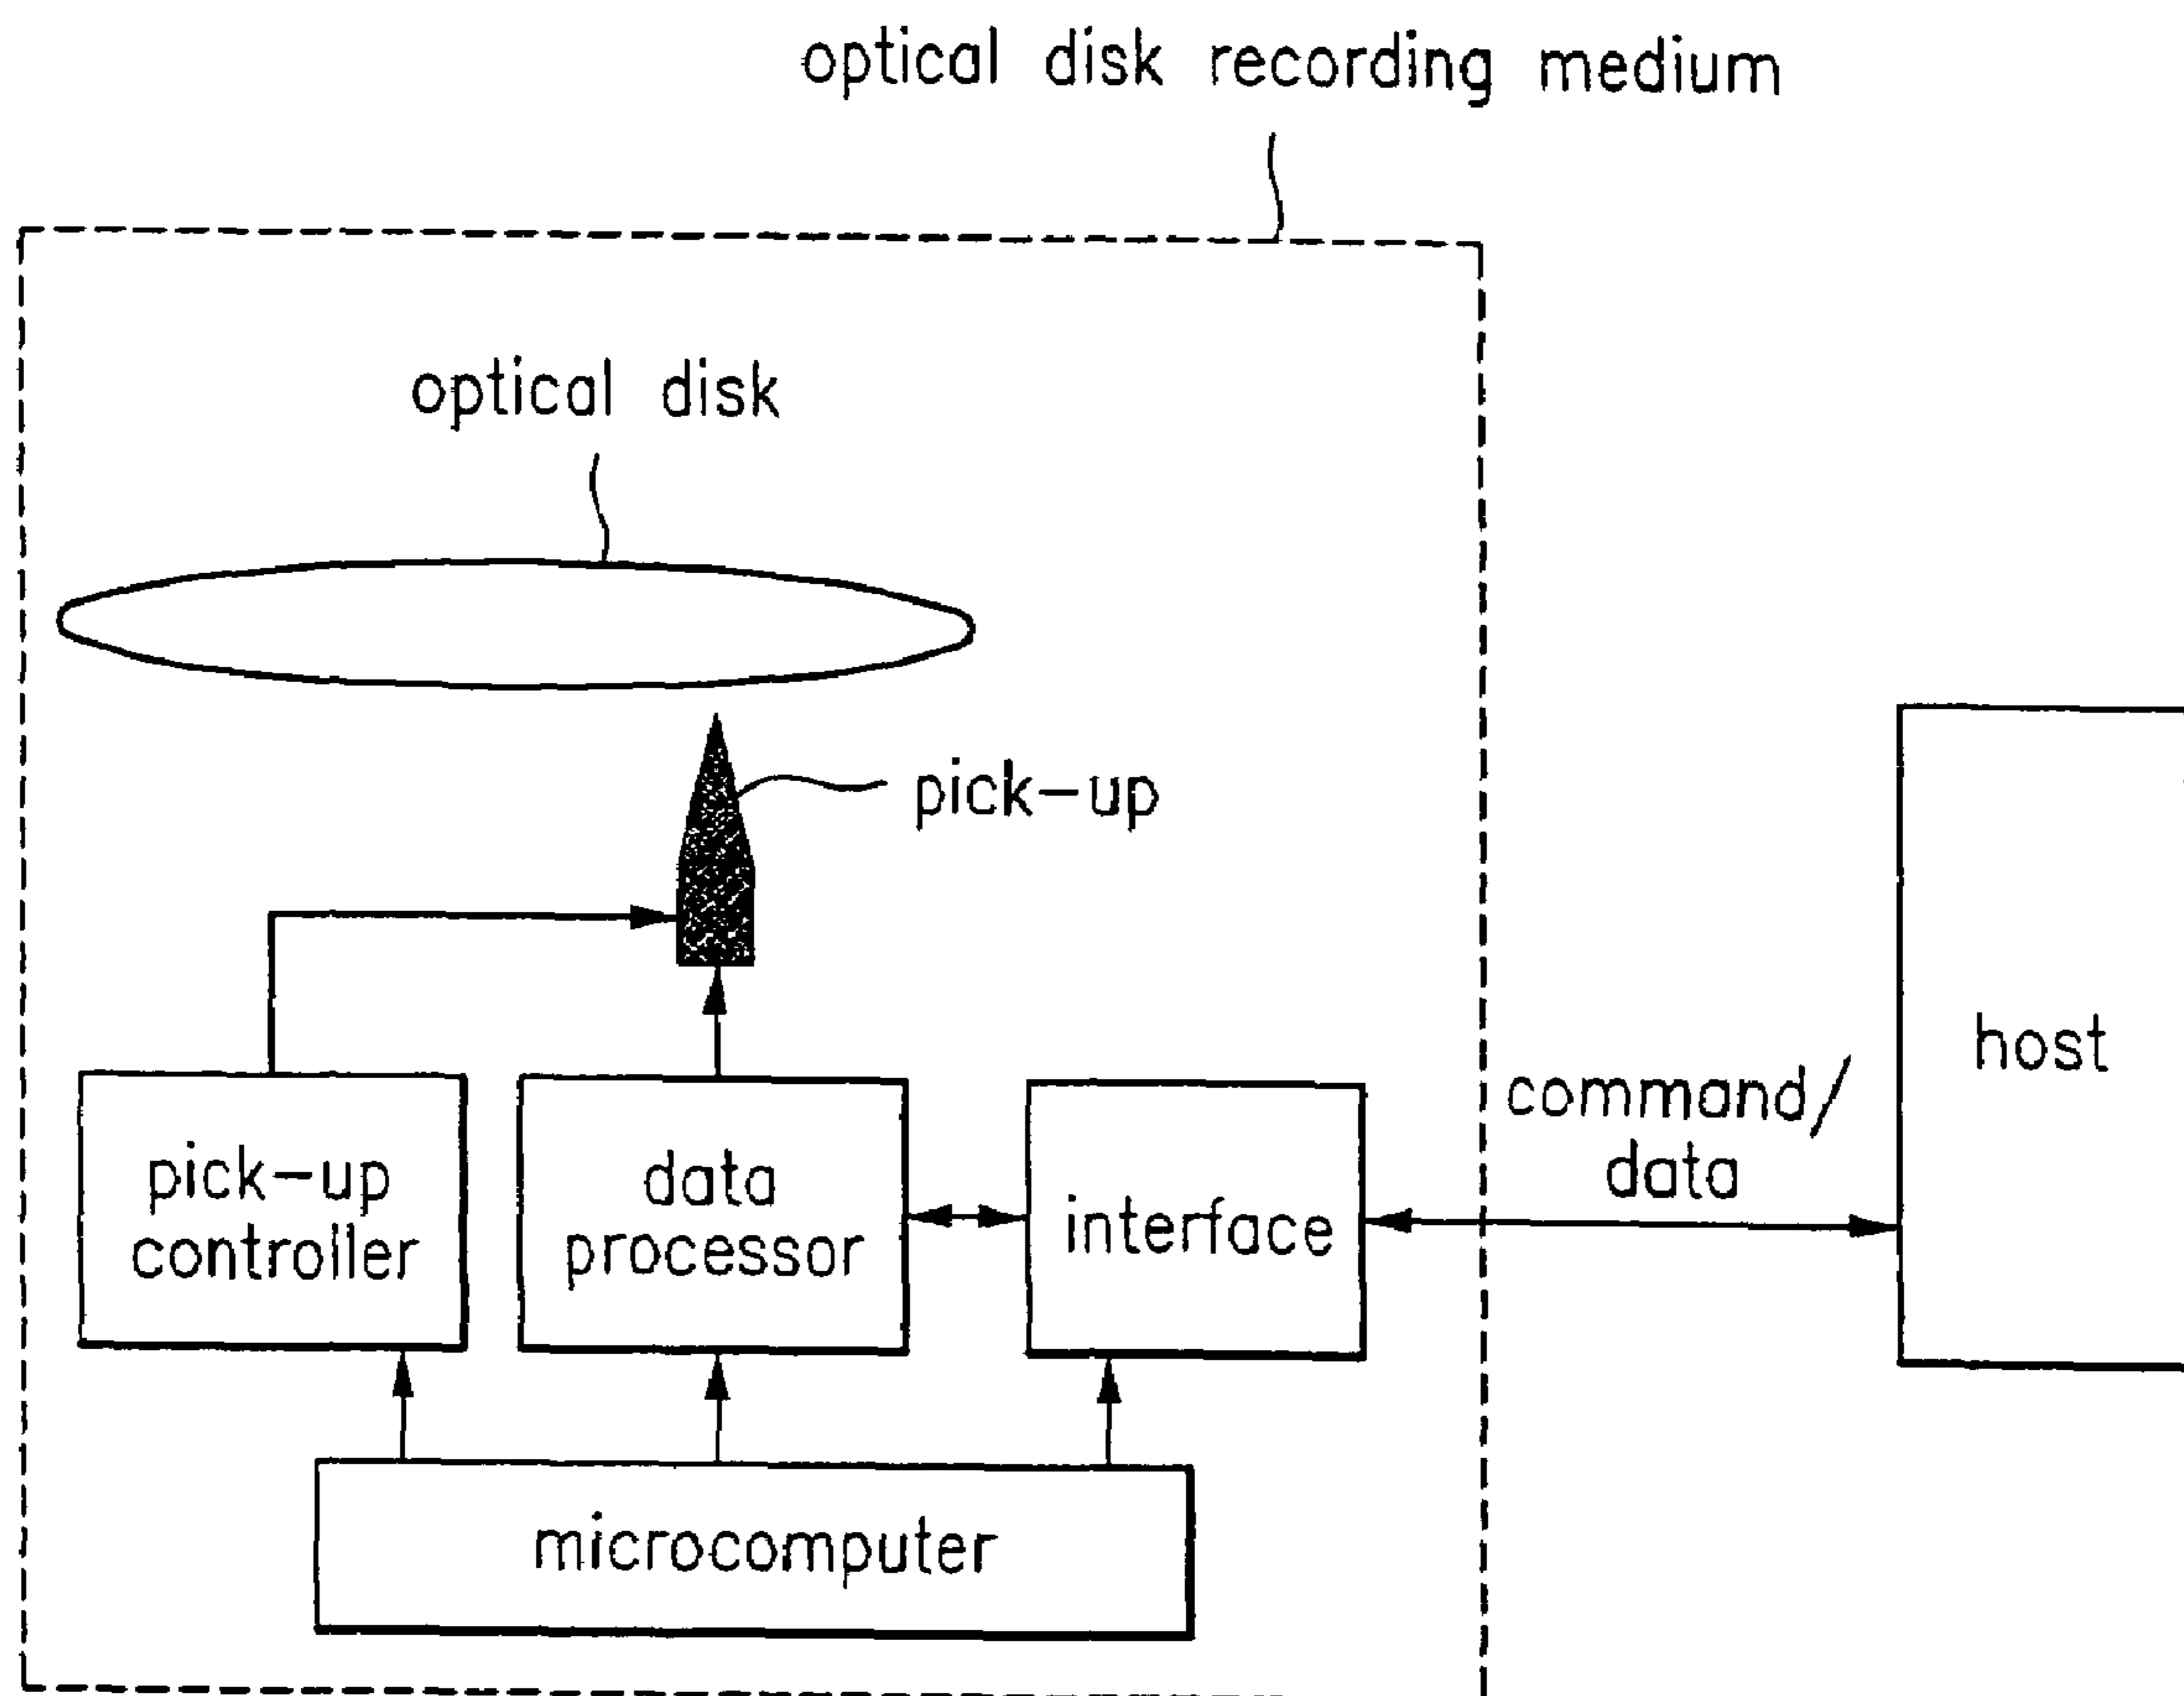 optical disk recording medium
optical disk
pick-up
host
command/
data
pick-up
controller
data
processor
interface
microcomputer